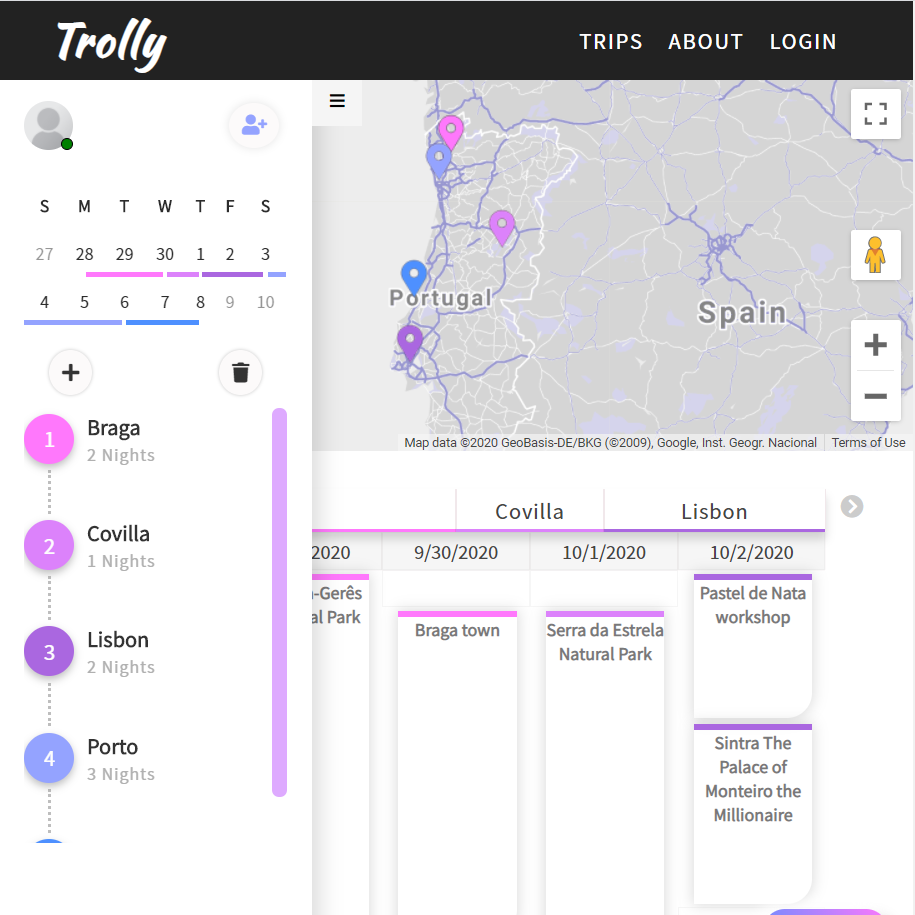 Trolly
TRIPS ABOUT LOGIN
S M T W T F S
27 28 29 30 1 2 3
4 5 6 7 8 9 10
1
Braga
2 Nights
2
Covilla
1 Nights
3
Lisbon
2 Nights
4
Porto
3 Nights
Portugal
Spain
Map data ©2020 GeoBasis-DE/BKG (©2009), Google, Inst. Geogr. Nacional
Terms of Use
Covilla
Lisbon
2020
9/30/2020
10/1/2020
10/2/2020
-Gerês
al Park
Braga town
Serra da Estrela
Natural Park
Pastel de Nata
workshop
Sintra The
Palace of
Monteiro the
Millionaire